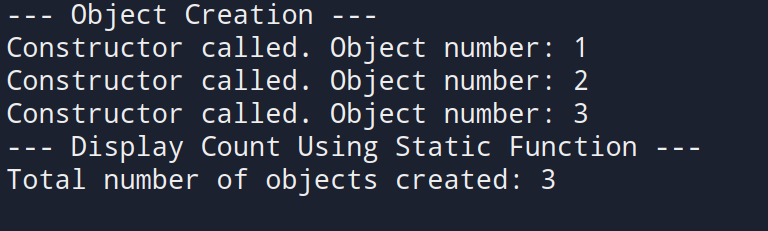 --- Object Creation ---
Constructor called. Object number: 1
Constructor called. Object number: 2
Constructor called. Object number: 3
--- Display Count Using Static Function ---
Total number of objects created: 3